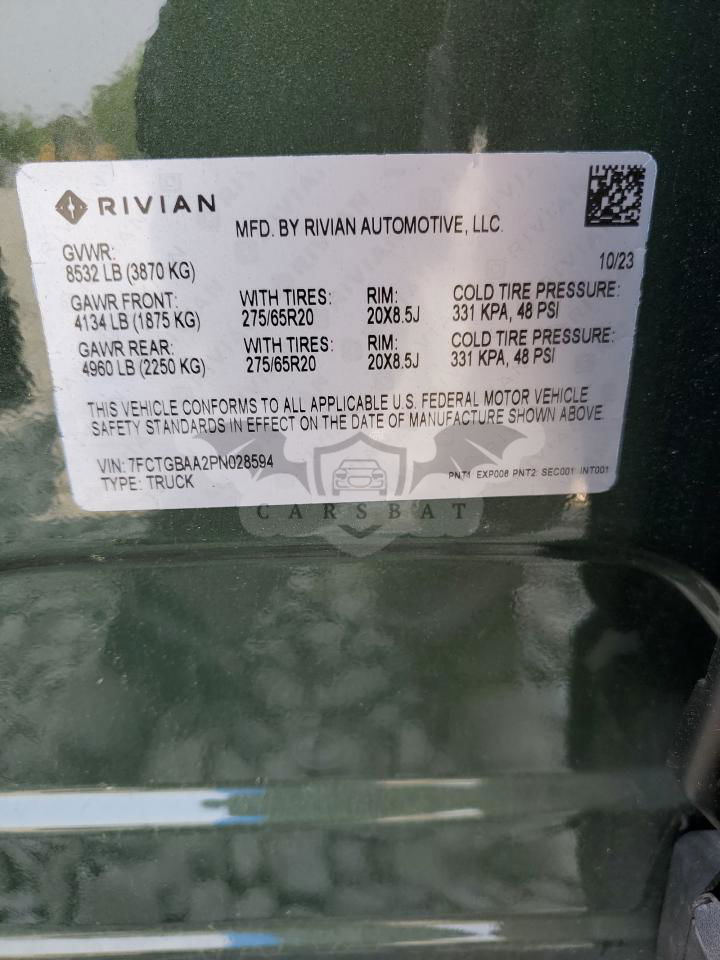 RIVIAN
MFD. BY RIVIAN AUTOMOTIVE, LLC.
10/23
GVWR:
8532 LB (3870 KG)
GAWR FRONT: WITH TIRES: RIM: COLD TIRE PRESSURE:
4134 LB (1875 KG) 275/65R20 20X8.5J 331 KPA, 48 PSI
GAWR REAR: WITH TIRES: RIM: COLD TIRE PRESSURE:
4960 LB (2250 KG) 275/65R20 20X8.5J 331 KPA, 48 PSI
THIS VEHICLE CONFORMS TO ALL APPLICABLE U.S. FEDERAL MOTOR VEHICLE
SAFETY STANDARDS IN EFFECT ON THE DATE OF MANUFACTURE SHOWN ABOVE.
VIN: 7FCTGBAA2PN028594
TYPE: TRUCK
PNT1 EXP006 PNT2 SEC001 INT001
CARSBAT